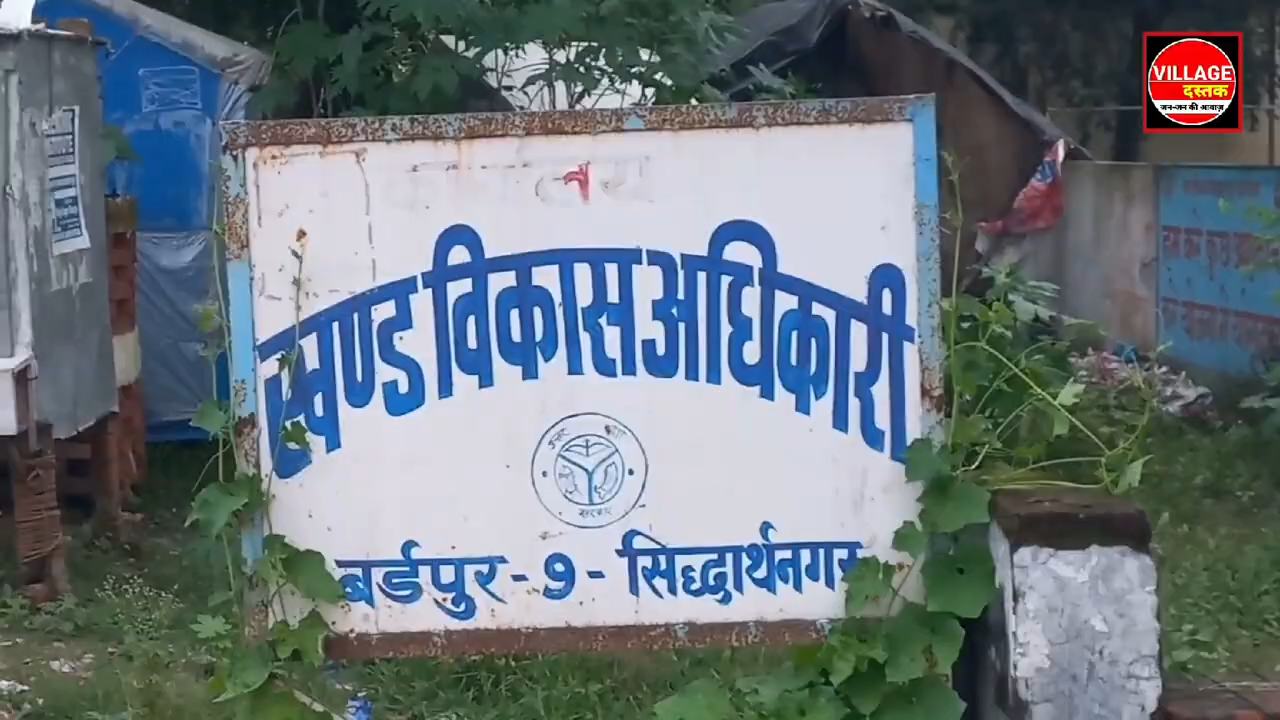 VILLAGE
दस्तक
जन-जन की आवाज़
खण्ड विकास अधिकारी
बर्डपुर - 9 - सिद्धार्थनगर